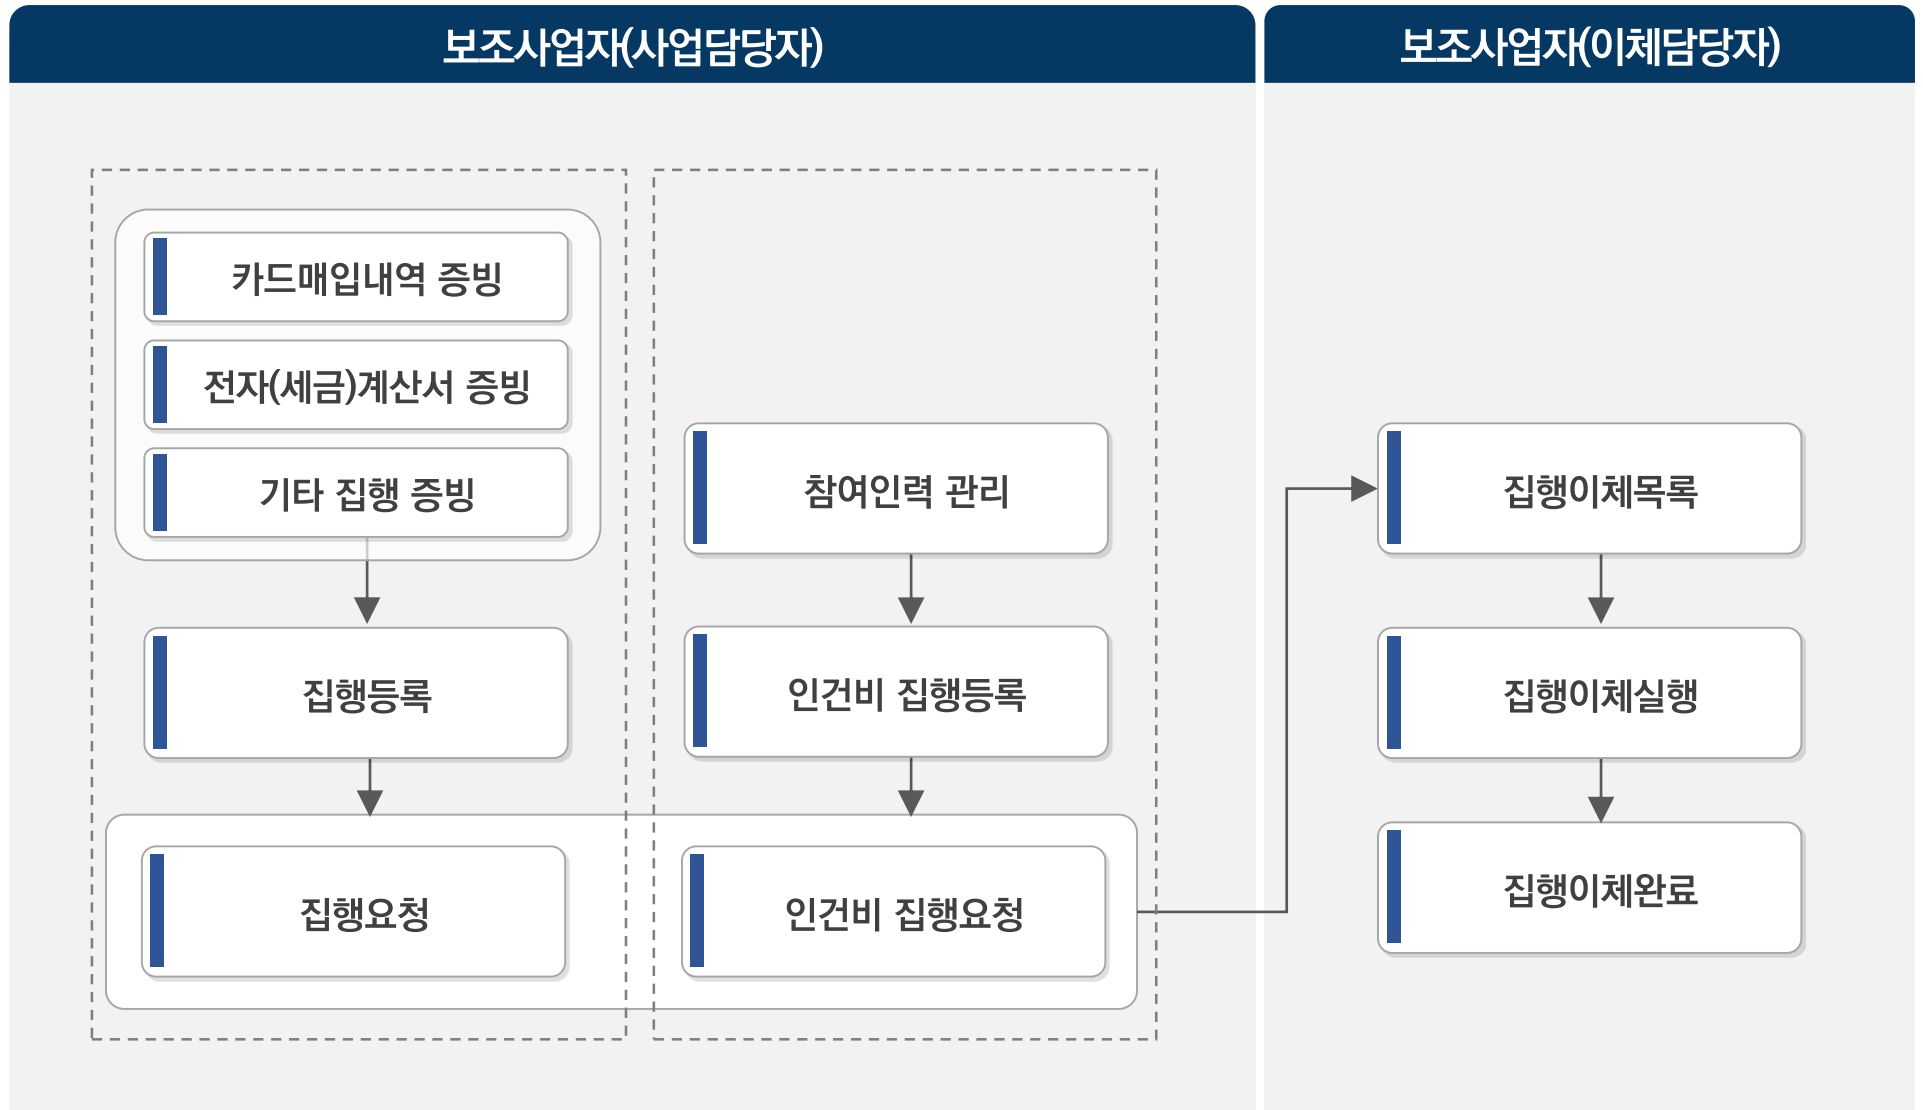 보조사업자(사업담당자)
보조사업자(이체담당자)
카드매입내역 증빙
전자(세금)계산서 증빙
기타 집행 증빙
집행등록
집행요청
참여인력 관리
인건비 집행등록
인건비 집행요청
집행이체목록
집행이체실행
집행이체완료